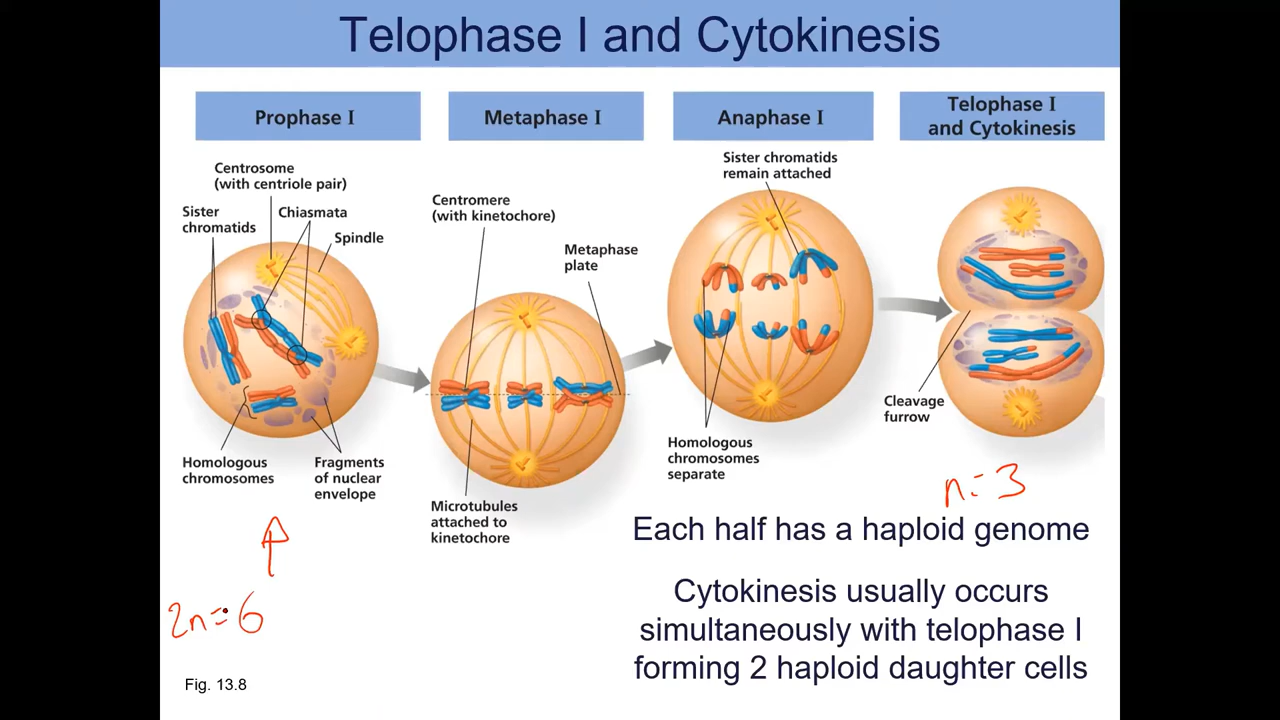 Telophase I and Cytokinesis
Prophase I
Metaphase I
Anaphase I
Telophase I
and Cytokinesis
Centrosome
(with centriole pair)
Sister
chromatids
Chiasmata
Spindle
Homologous
chromosomes
Fragments
of nuclear
envelope
Centromere
(with kinetochore)
Metaphase
plate
Microtubules
attached to
kinetochore
Sister chromatids
remain attached
Homologous
chromosomes
separate
Cleavage
furrow
n=3
Each half has a haploid genome
Cytokinesis usually occurs
simultaneously with telophase I
forming 2 haploid daughter cells
2n=6
Fig. 13.8